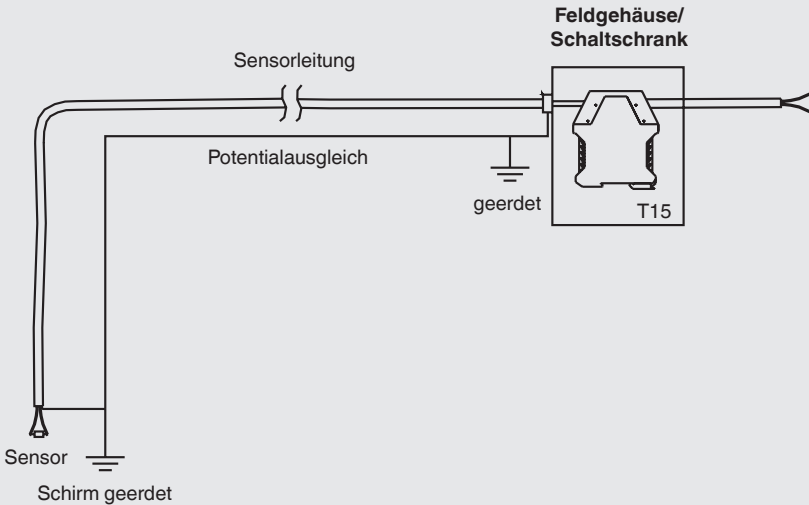 Feldgehäuse/
Schaltschrank
Sensorleitung
Potentialausgleich
geerdet
T15
Sensor
Schirm geerdet